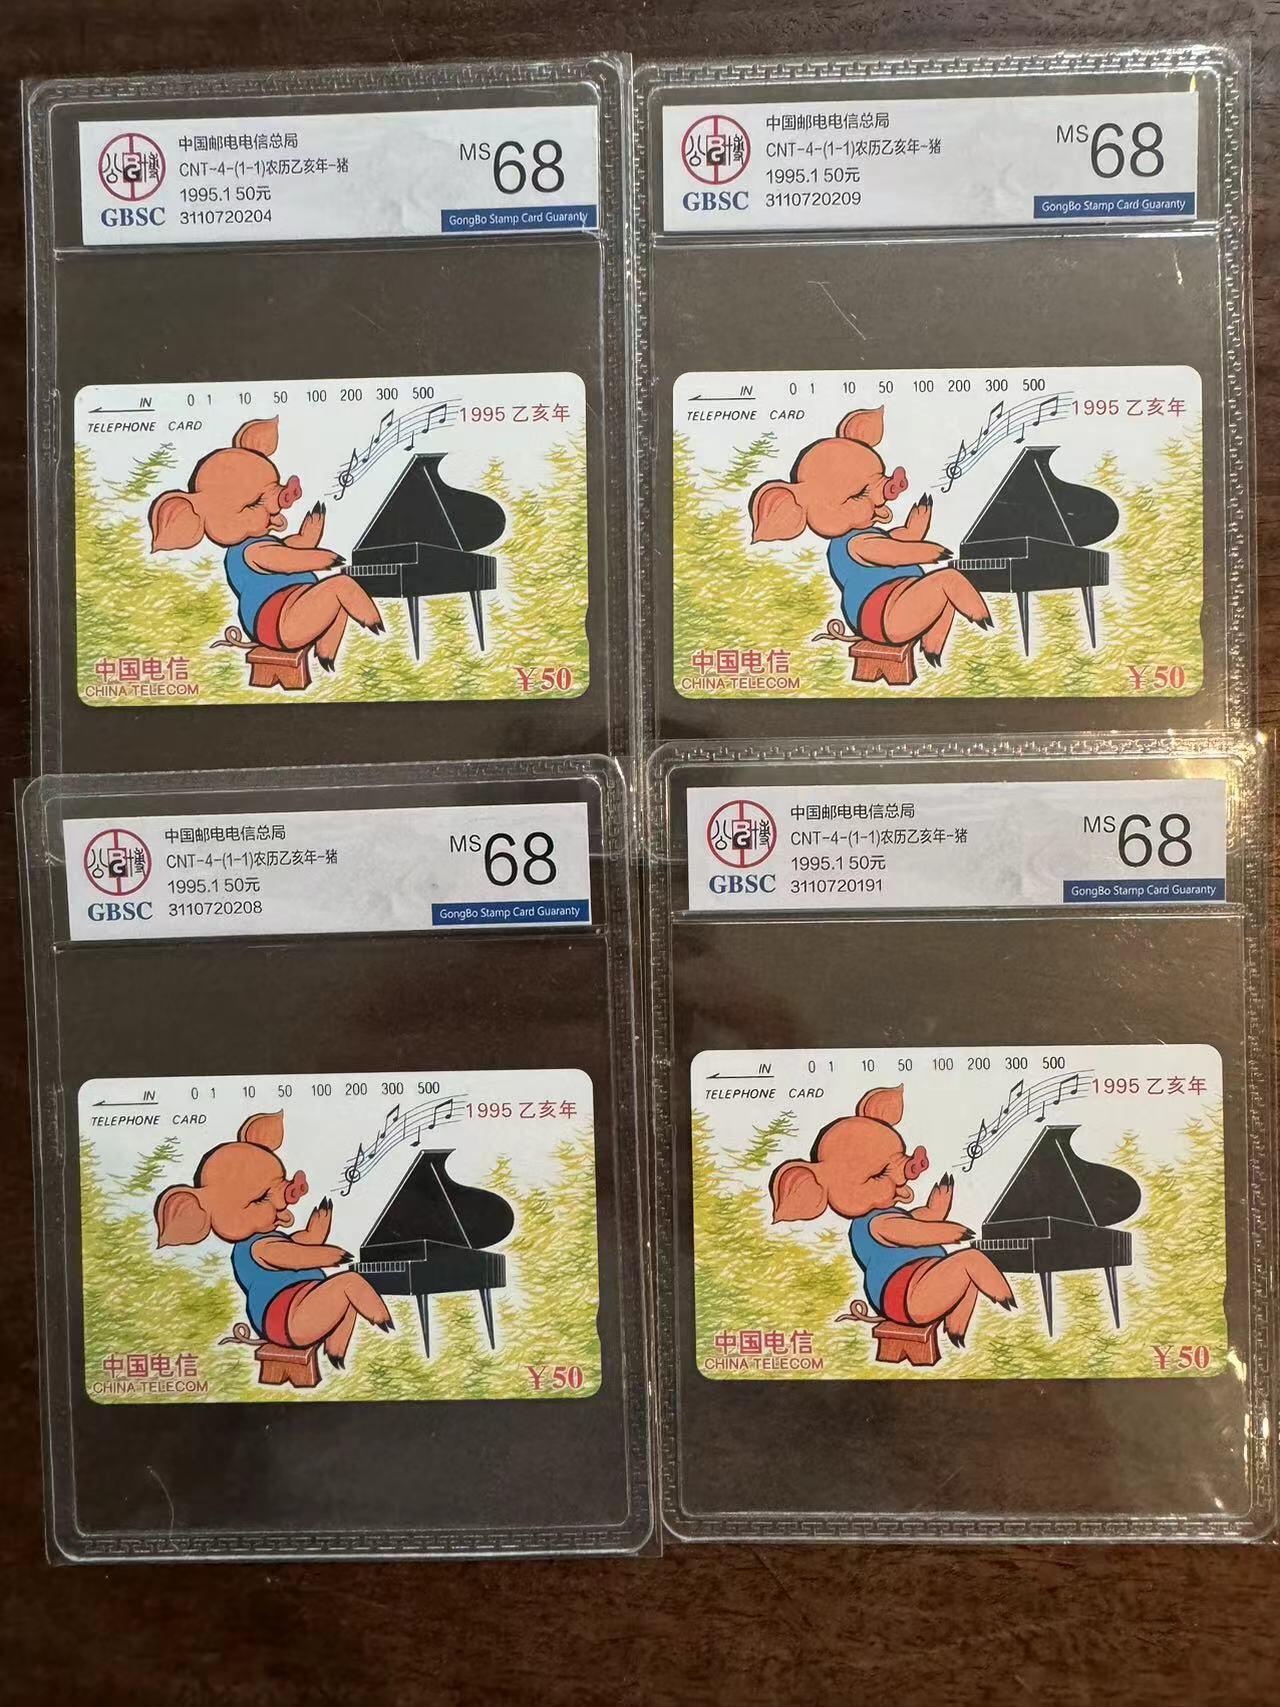 中国邮电电信总局
CNT-4-(1-1)农历乙亥年-猪
1995.1 50元
3110720204
GBSC
MS 68
GongBo Stamp Card Guaranty
IN 0 1 10 50 100 200 300 500
TELEPHONE CARD
1995 乙亥年
中国电信
CHINA TELECOM
¥50
中国邮电电信总局
CNT-4-(1-1)农历乙亥年-猪
1995.1 50元
3110720209
GBSC
MS 68
GongBo Stamp Card Guaranty
IN 0 1 10 50 100 200 300 500
TELEPHONE CARD
1995 乙亥年
中国电信
CHINA TELECOM
¥50
中国邮电电信总局
CNT-4-(1-1)农历乙亥年-猪
1995.1 50元
3110720208
GBSC
MS 68
GongBo Stamp Card Guaranty
IN 0 1 10 50 100 200 300 500
TELEPHONE CARD
1995 乙亥年
中国电信
CHINA TELECOM
¥50
中国邮电电信总局
CNT-4-(1-1)农历乙亥年-猪
1995.1 50元
3110720191
GBSC
MS 68
GongBo Stamp Card Guaranty
IN 0 1 10 50 100 200 300 500
TELEPHONE CARD
1995 乙亥年
中国电信
CHINA TELECOM
¥50